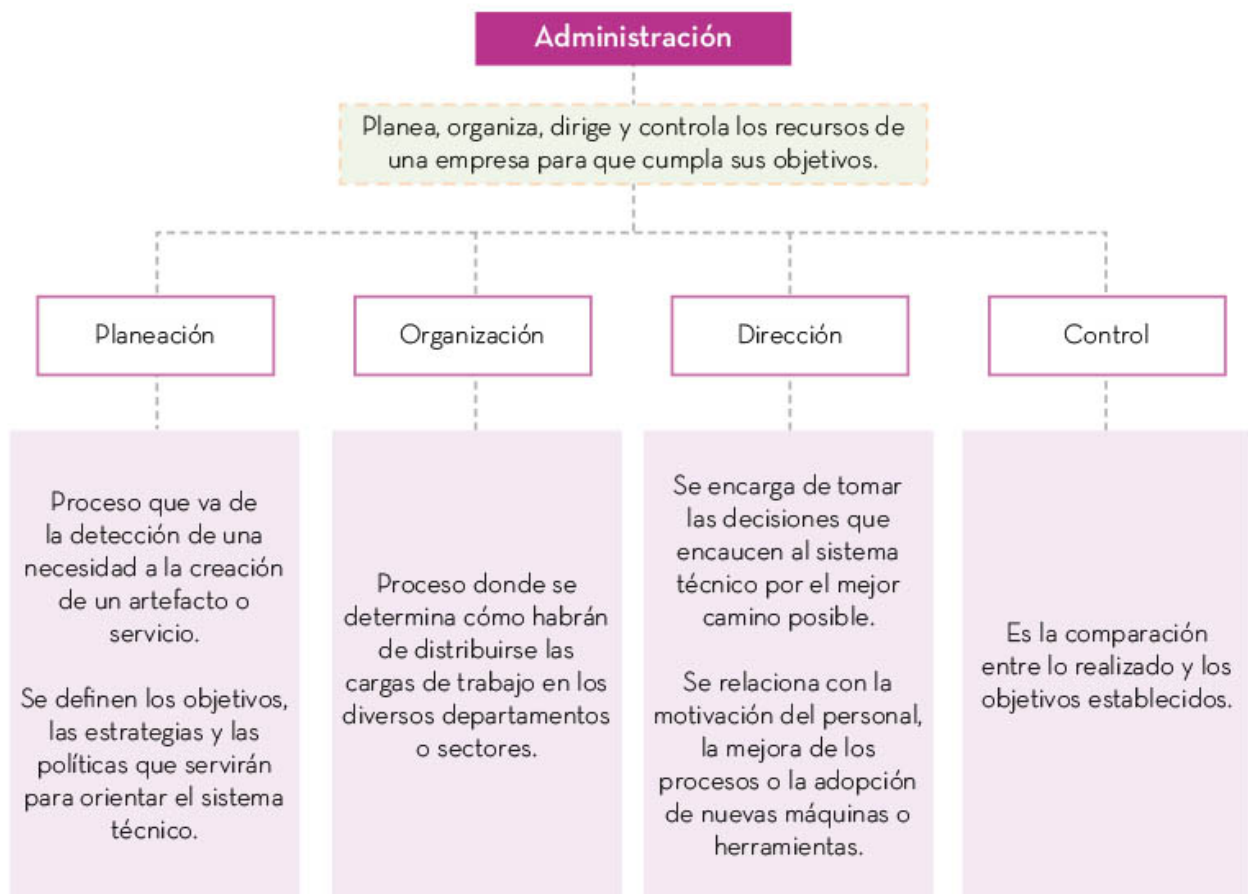 Administración
Planea, organiza, dirige y controla los recursos de
una empresa para que cumpla sus objetivos.
Planeación
Organización
Dirección
Control
Proceso que va de
la detección de una
necesidad a la creación
de un artefacto o
servicio.
Se definen los objetivos,
las estrategias y las
políticas que servirán
para orientar el sistema
técnico.
Proceso donde se
determina cómo habrán
de distribuirse las
cargas de trabajo en los
diversos departamentos
o sectores.
Se encarga de tomar
las decisiones que
encaucen al sistema
técnico por el mejor
camino posible.
Se relaciona con la
motivación del personal,
la mejora de los
procesos o la adopción
de nuevas máquinas o
herramientas.
Es la comparación
entre lo realizado y los
objetivos establecidos.